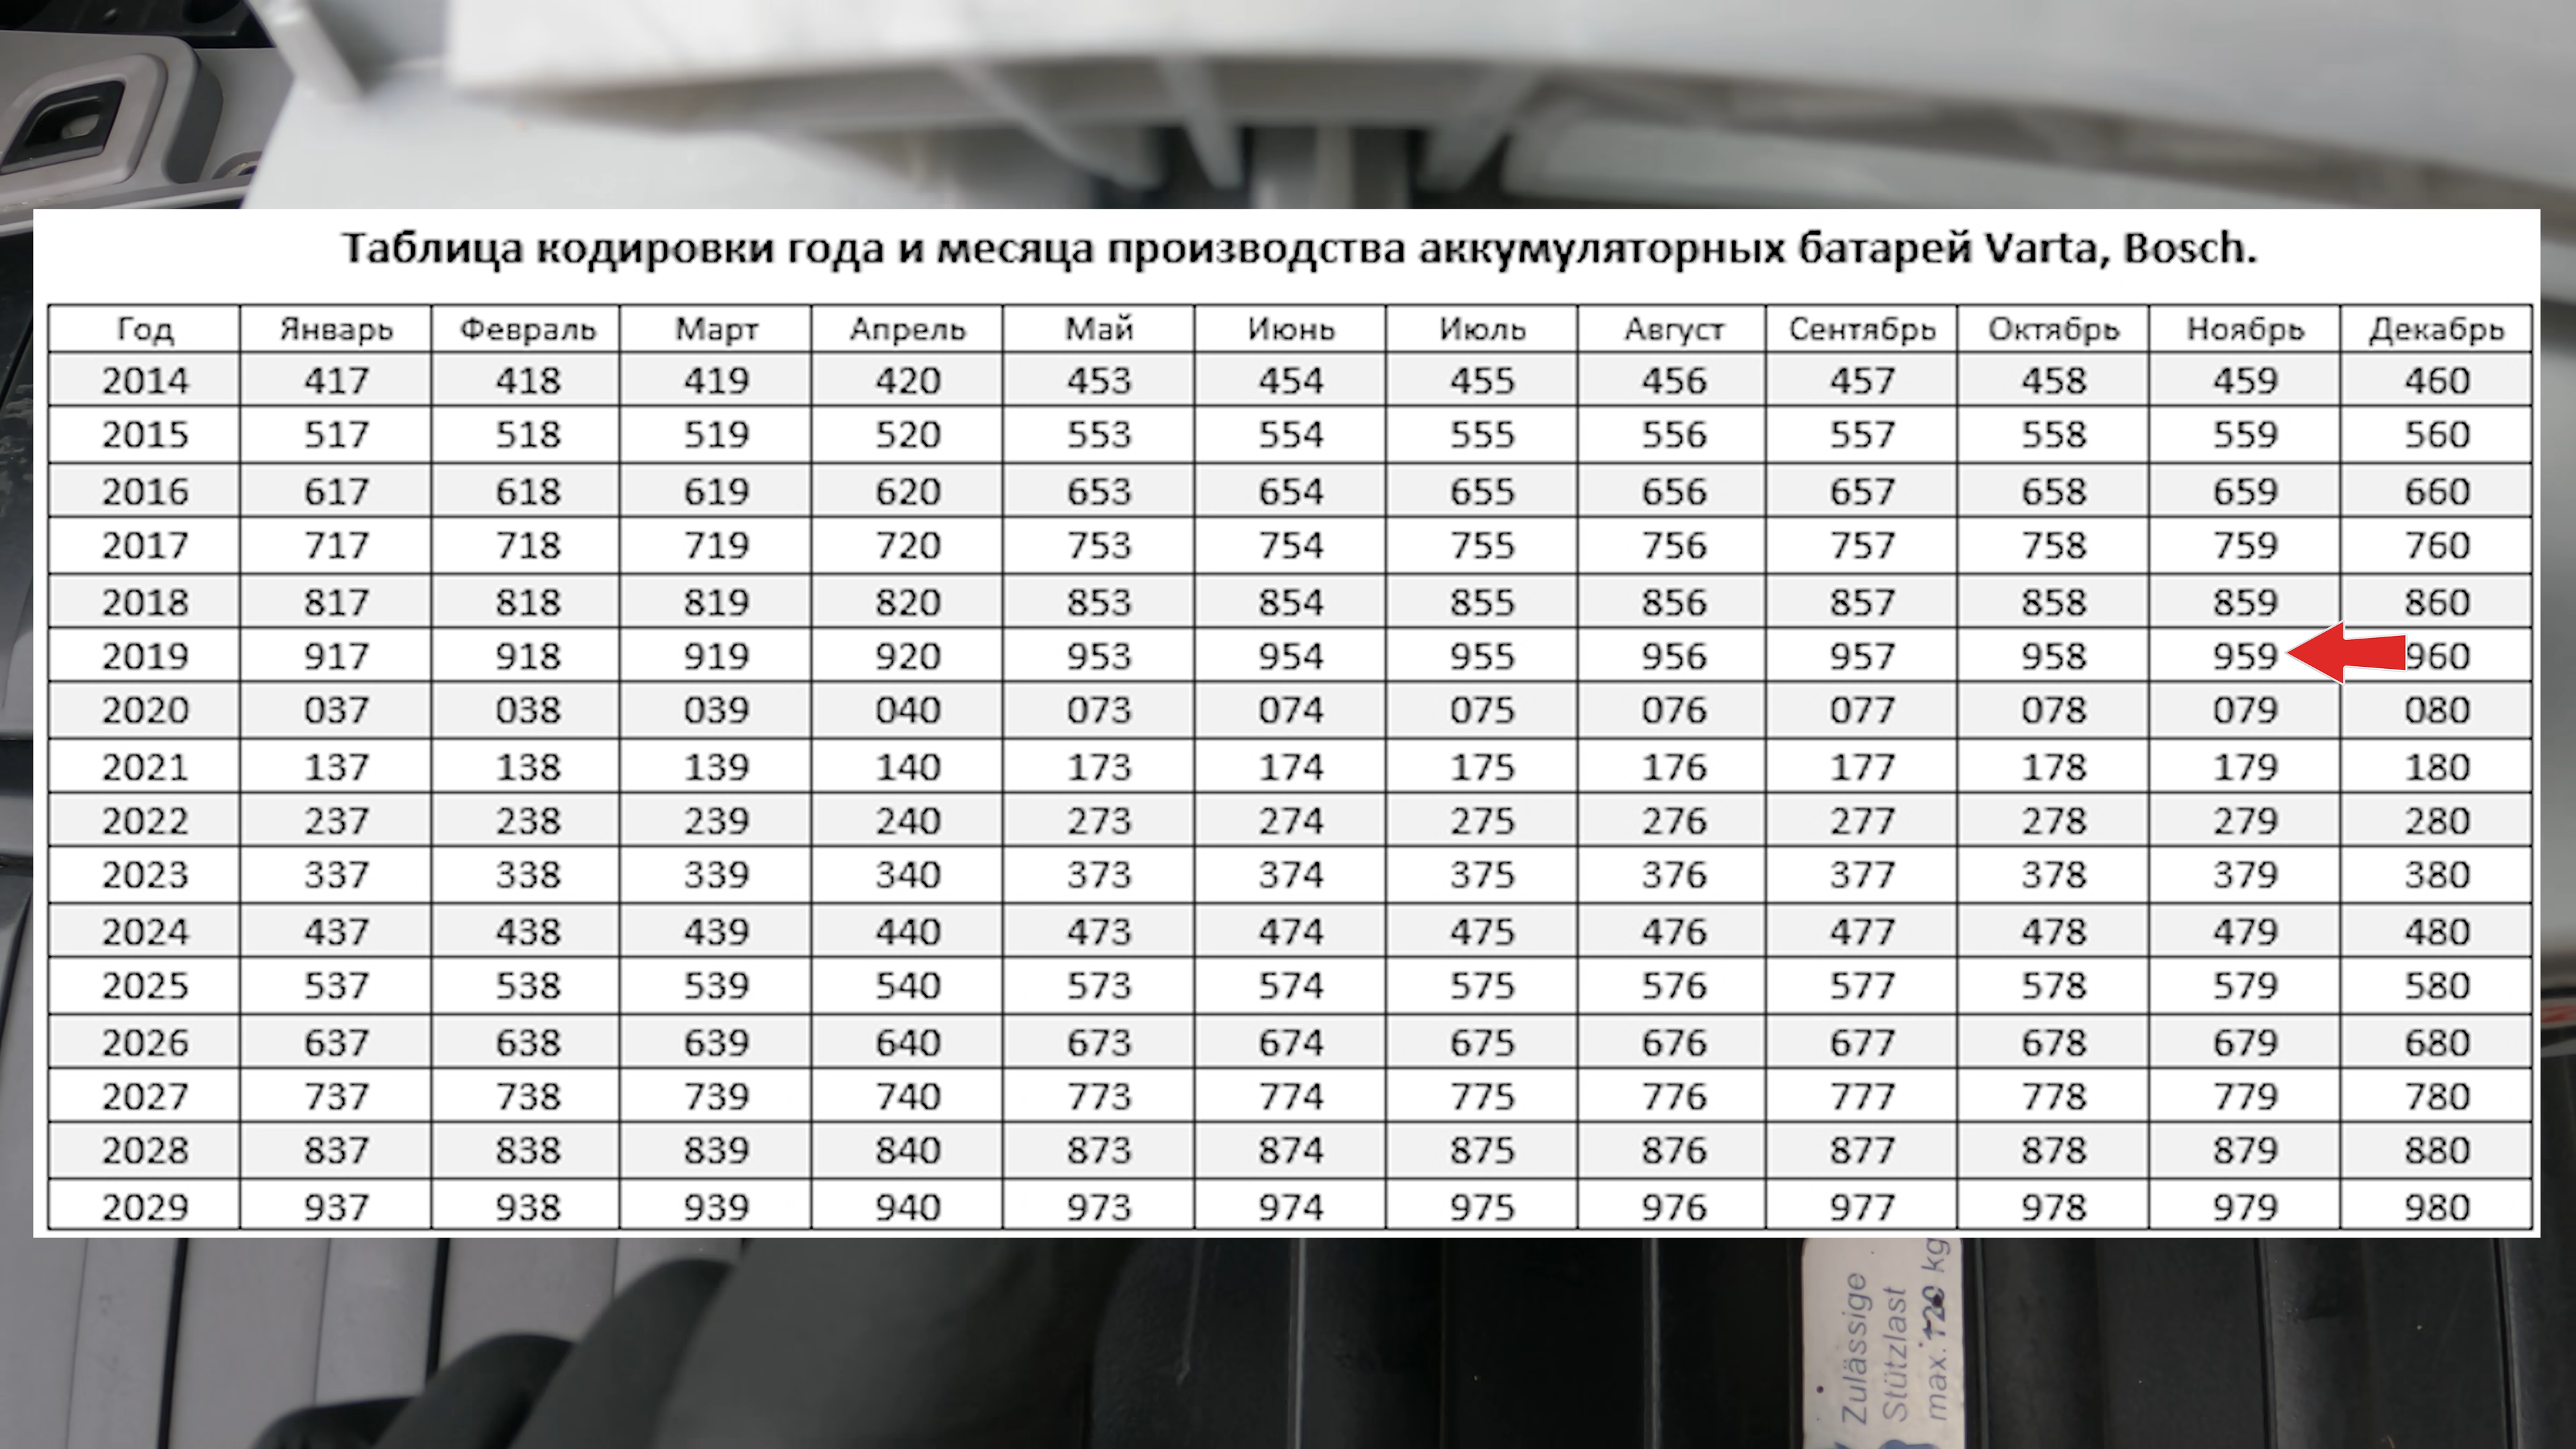 Таблица кодировки года и месяца производства аккумуляторных батарей Varta, Bosch.
Год Январь Февраль Март Апрель Май Июнь Июль Август Сентябрь Октябрь Ноябрь Декабрь
2014 417 418 419 420 453 454 455 456 457 458 459 460
2015 517 518 519 520 553 554 555 556 557 558 559 560
2016 617 618 619 620 653 654 655 656 657 658 659 660
2017 717 718 719 720 753 754 755 756 757 758 759 760
2018 817 818 819 820 853 854 855 856 857 858 859 860
2019 917 918 919 920 953 954 955 956 957 958 959 960
2020 037 038 039 040 073 074 075 076 077 078 079 080
2021 137 138 139 140 173 174 175 176 177 178 179 180
2022 237 238 239 240 273 274 275 276 277 278 279 280
2023 337 338 339 340 373 374 375 376 377 378 379 380
2024 437 438 439 440 473 474 475 476 477 478 479 480
2025 537 538 539 540 573 574 575 576 577 578 579 580
2026 637 638 639 640 673 674 675 676 677 678 679 680
2027 737 738 739 740 773 774 775 776 777 778 779 780
2028 837 838 839 840 873 874 875 876 877 878 879 880
2029 937 938 939 940 973 974 975 976 977 978 979 980
Zulässige
Stützlast
max. 120 kg